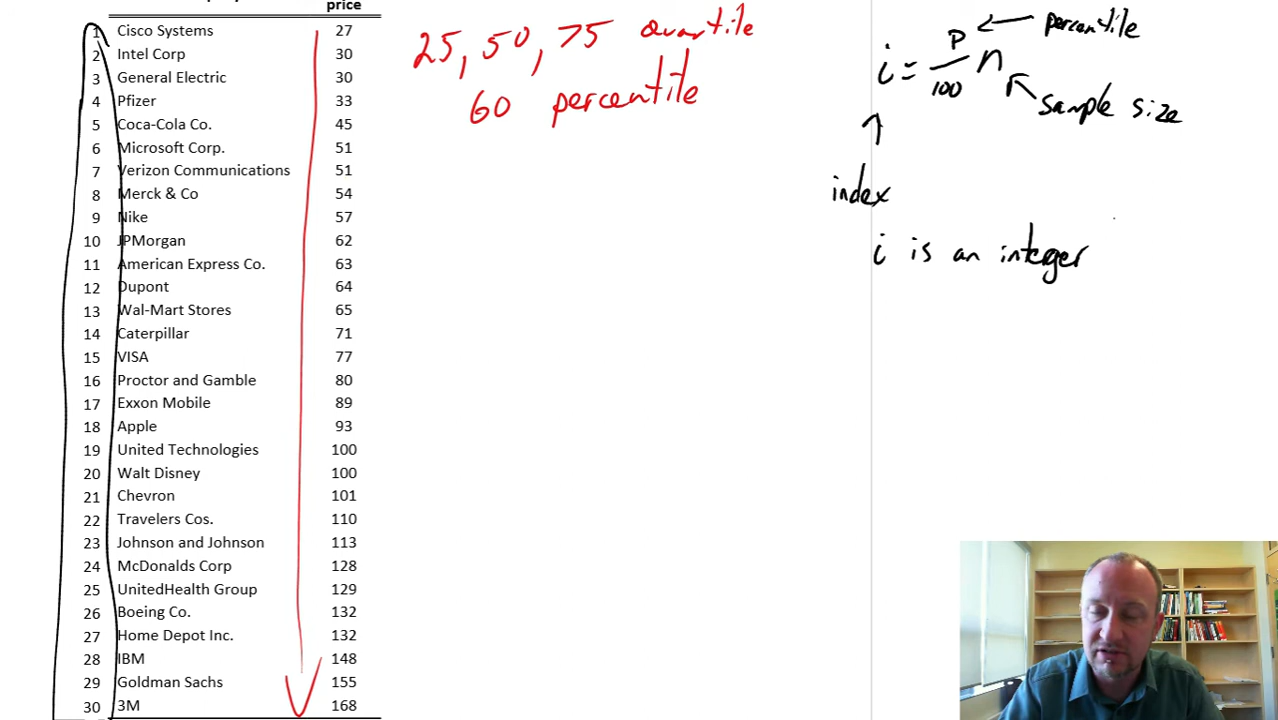 price
1 Cisco Systems 27
2 Intel Corp 30
3 General Electric 30
4 Pfizer 33
5 Coca-Cola Co. 45
6 Microsoft Corp. 51
7 Verizon Communications 51
8 Merck & Co 54
9 Nike 57
10 JPMorgan 62
11 American Express Co. 63
12 Dupont 64
13 Wal-Mart Stores 65
14 Caterpillar 71
15 VISA 77
16 Proctor and Gamble 80
17 Exxon Mobile 89
18 Apple 93
19 United Technologies 100
20 Walt Disney 100
21 Chevron 101
22 Travelers Cos. 110
23 Johnson and Johnson 113
24 McDonalds Corp 128
25 UnitedHealth Group 129
26 Boeing Co. 132
27 Home Depot Inc. 132
28 IBM 148
29 Goldman Sachs 155
30 3M 168
25, 50, 75 quartile
60 percentile
i = P/100 n
percentile
sample size
index
i is an integer